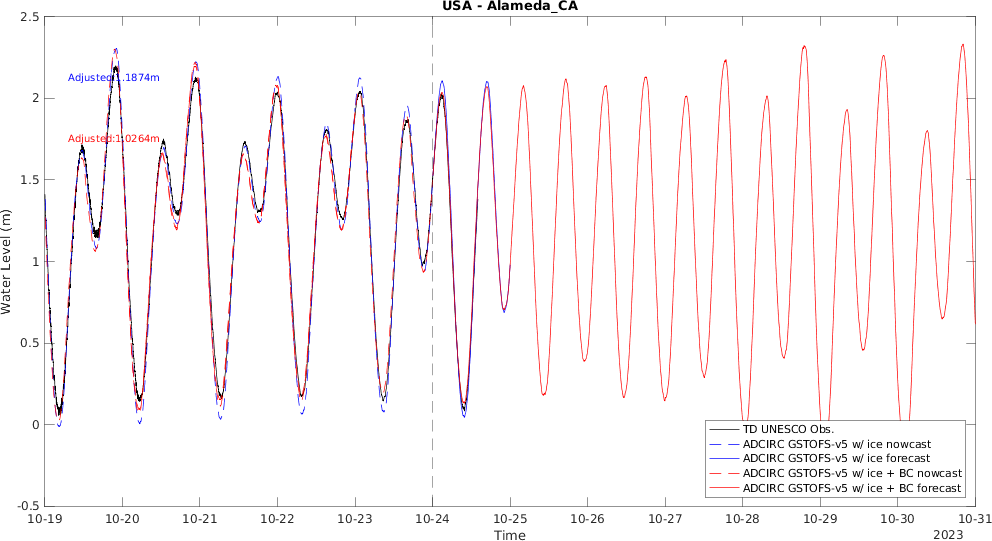 USA - Alameda_CA
2.5
2
1.5
1
0.5
0
-0.5
Water Level (m)
Adjusted:1.1874m
Adjusted:1.0264m
TD UNESCO Obs.
ADCIRC GSTOFS-v5 w/ ice nowcast
ADCIRC GSTOFS-v5 w/ ice forecast
ADCIRC GSTOFS-v5 w/ ice + BC nowcast
ADCIRC GSTOFS-v5 w/ ice + BC forecast
10-19 10-20 10-21 10-22 10-23 10-24 10-25 10-26 10-27 10-28 10-29 10-30 10-31
Time
2023